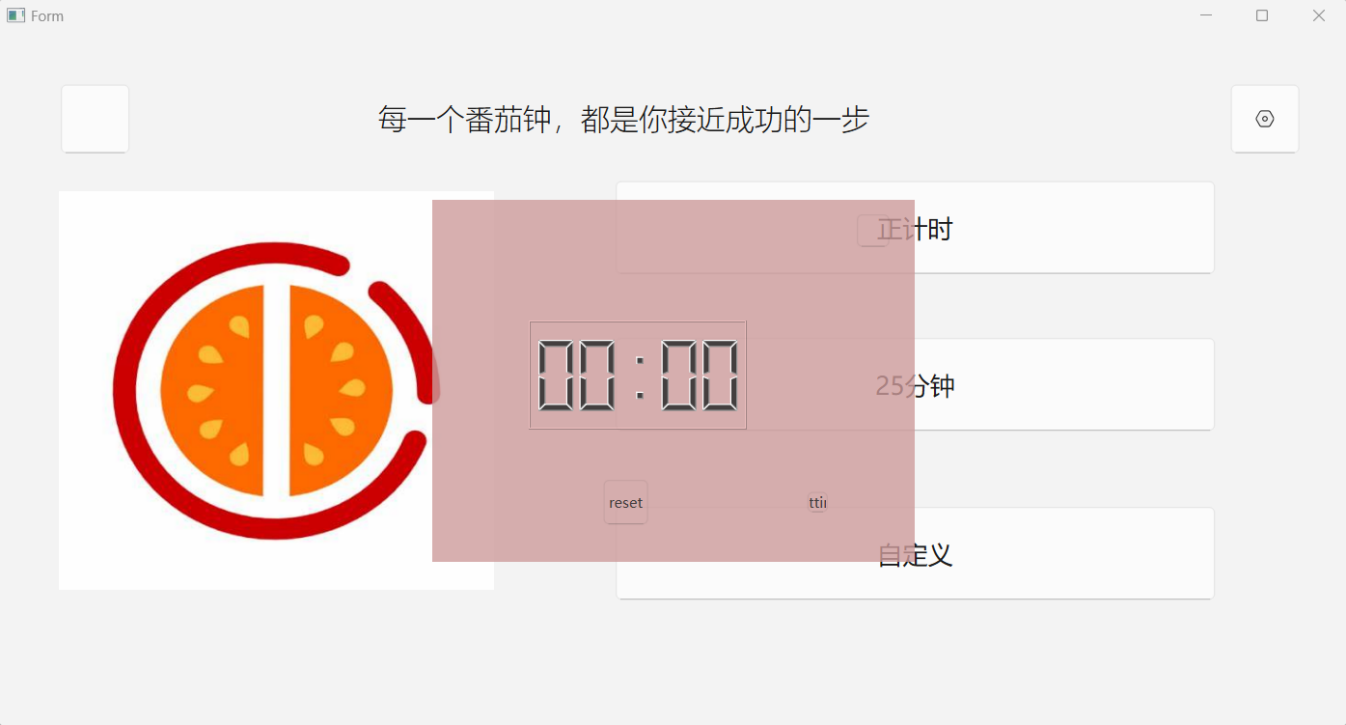 Form
每一个番茄钟，都是你接近成功的一步
正计时
00:00
25分钟
reset
ttii
自定义